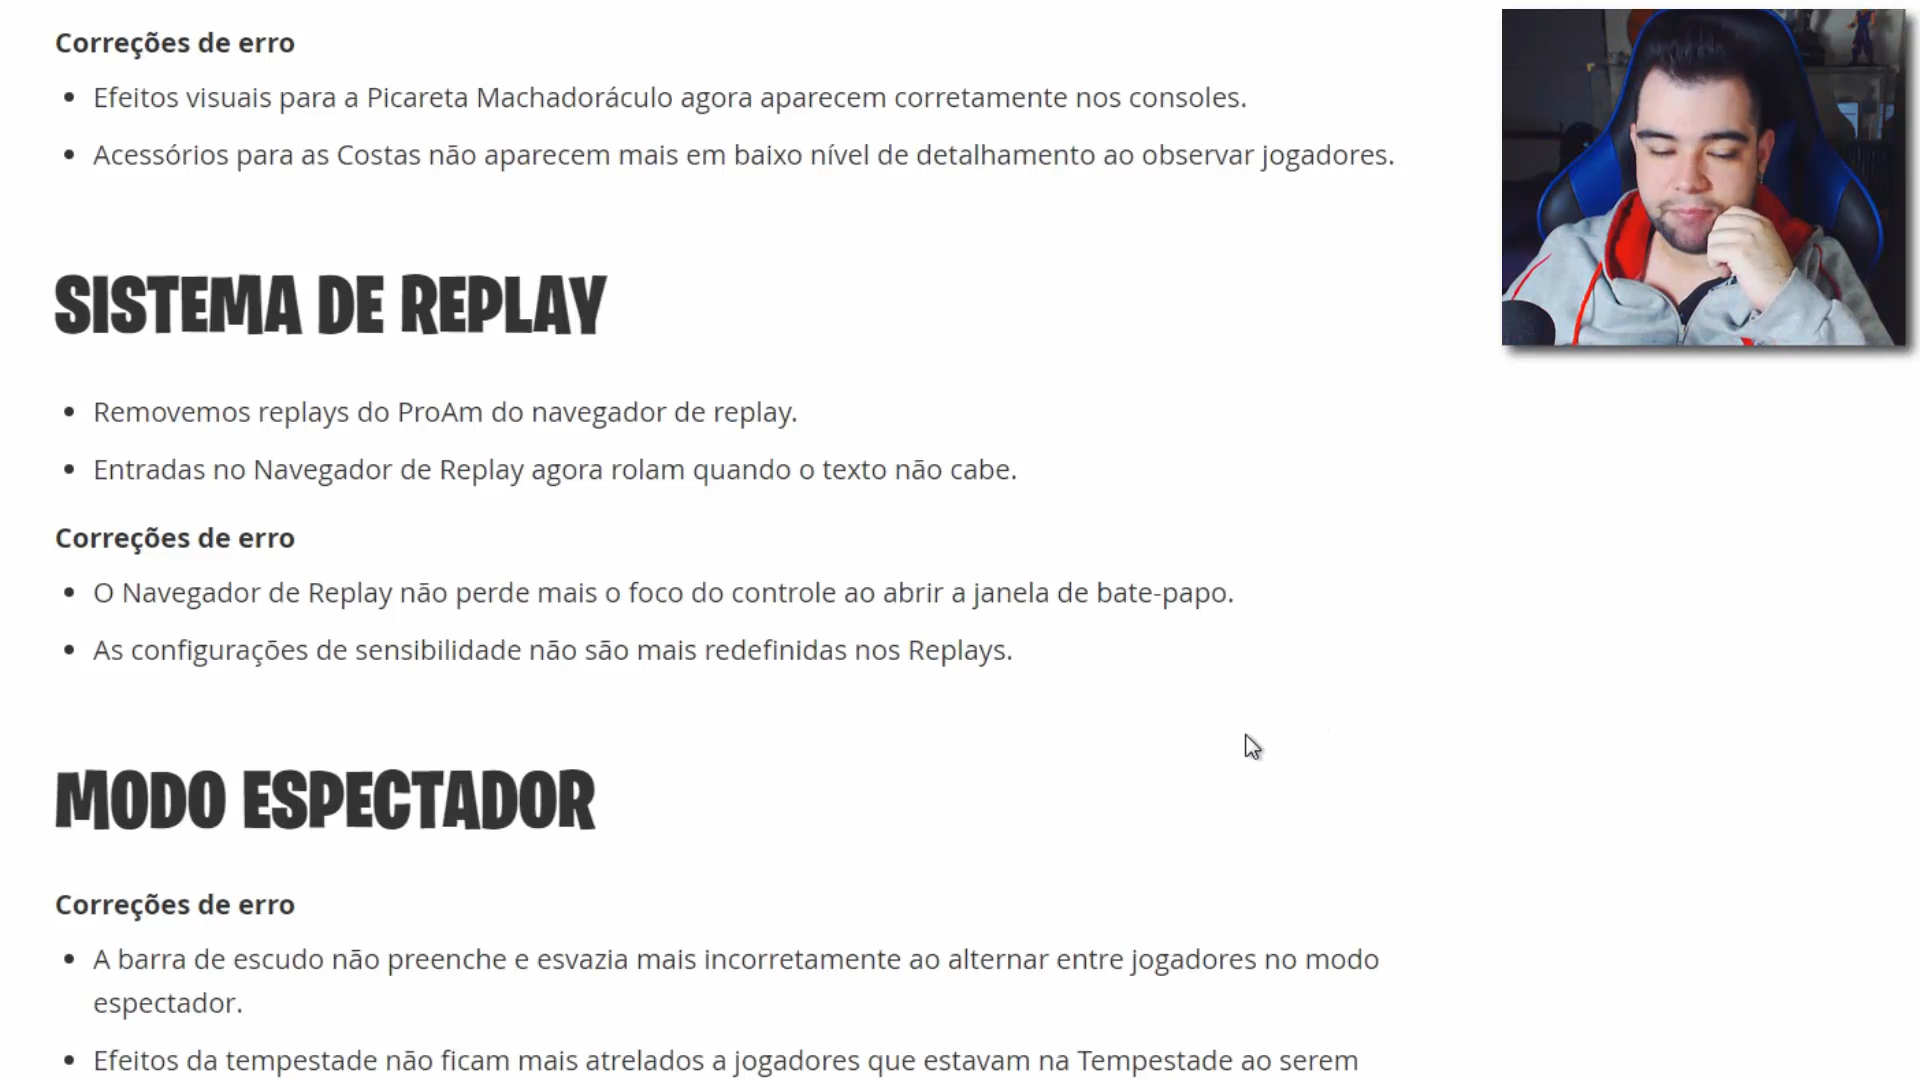 Correções de erro
Efeitos visuais para a Picareta Machadoráculo agora aparecem corretamente nos consoles.
Acessórios para as Costas não aparecem mais em baixo nível de detalhamento ao observar jogadores.
SISTEMA DE REPLAY
Removemos replays do ProAm do navegador de replay.
Entradas no Navegador de Replay agora rolam quando o texto não cabe.
Correções de erro
O Navegador de Replay não perde mais o foco do controle ao abrir a janela de bate-papo.
As configurações de sensibilidade não são mais redefinidas nos Replays.
MODO ESPECTADOR
Correções de erro
A barra de escudo não preenche e esvazia mais incorretamente ao alternar entre jogadores no modo
espectador.
Efeitos da tempestade não ficam mais atrelados a jogadores que estavam na Tempestade ao serem